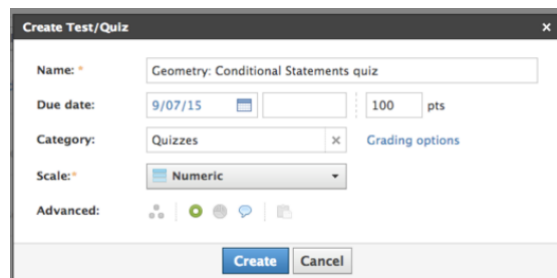 Create Test/Quiz ×
Name: * Geometry: Conditional Statements quiz
Due date: 9/07/15 100 pts
Category: Quizzes × Grading options
Scale:* Numeric
Advanced:
Create Cancel